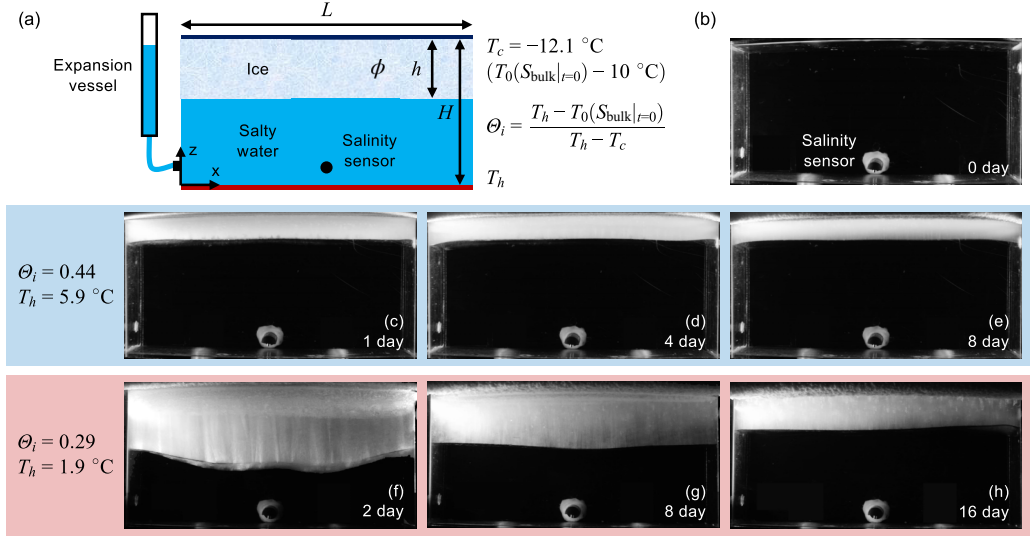 (a)
L
Expansion
vessel
Ice
ϕ
h
H
Salty
water
Salinity
sensor
z
x
T_c = −12.1 °C
(T_0(S_bulk|_{t=0}) − 10 °C)
Θ_i = \frac{T_h − T_0(S_bulk|_{t=0})}{T_h − T_c}
T_h
(b)
Salinity
sensor
0 day
Θ_i = 0.44
T_h = 5.9 °C
(c)
1 day
(d)
4 day
(e)
8 day
Θ_i = 0.29
T_h = 1.9 °C
(f)
2 day
(g)
8 day
(h)
16 day